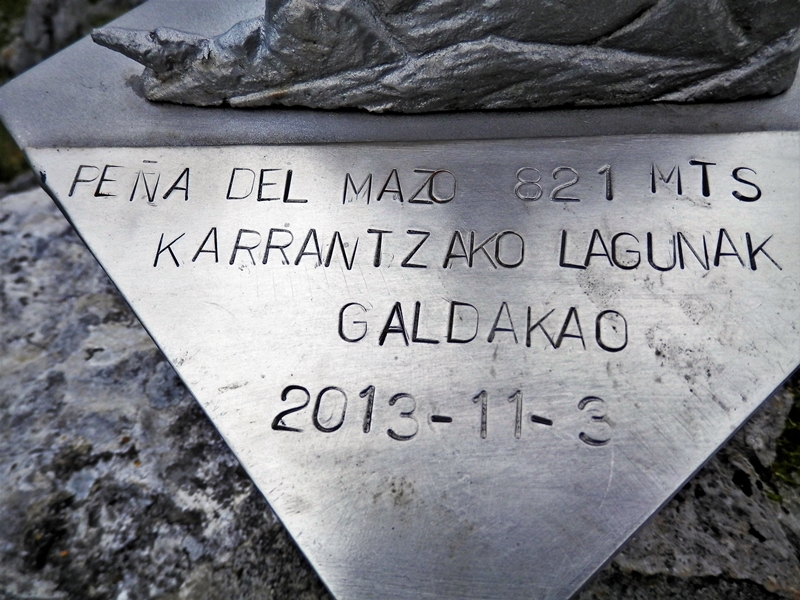 PEÑA DEL MAZO 821 MTS
KARRANTZAKO LAGUNAK
GALDAKAO
2013-11-3